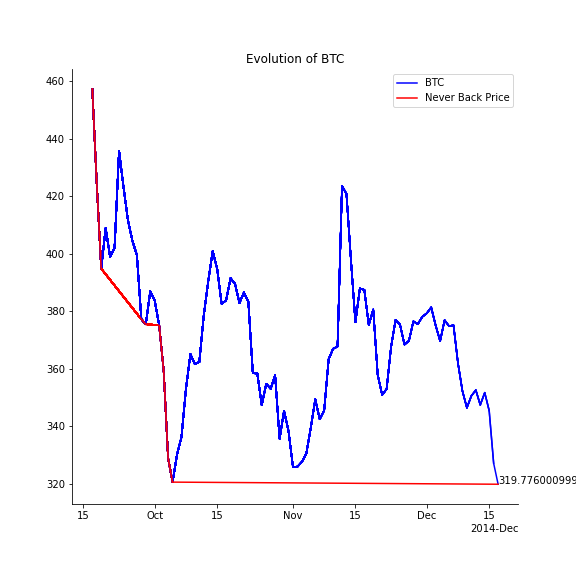 Evolution of BTC
BTC
Never Back Price
460
440
420
400
380
360
340
320
319.776000999
15
Oct
15
Nov
15
Dec
15
2014-Dec